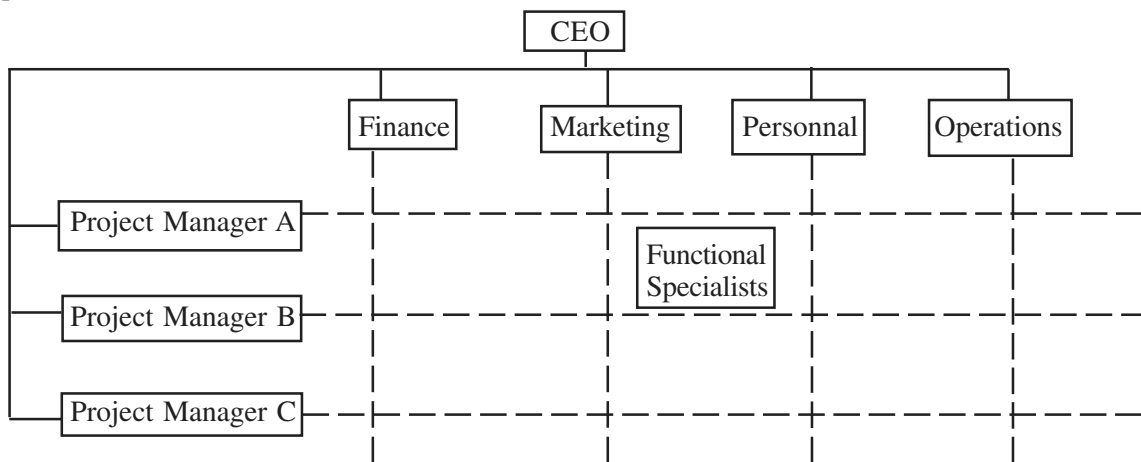 CEO
Finance
Marketing
Personnal
Operations
Project Manager A
Functional
Specialists
Project Manager B
Project Manager C